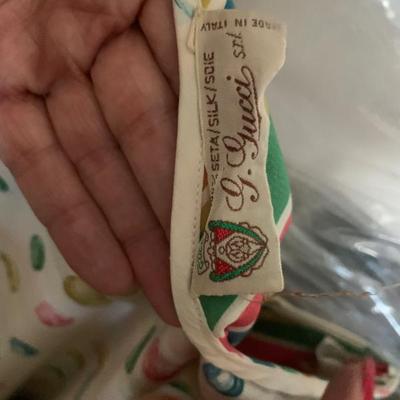 MADE IN ITALY
SETA/SILK/SOIE
G. Gucci s.r.l.